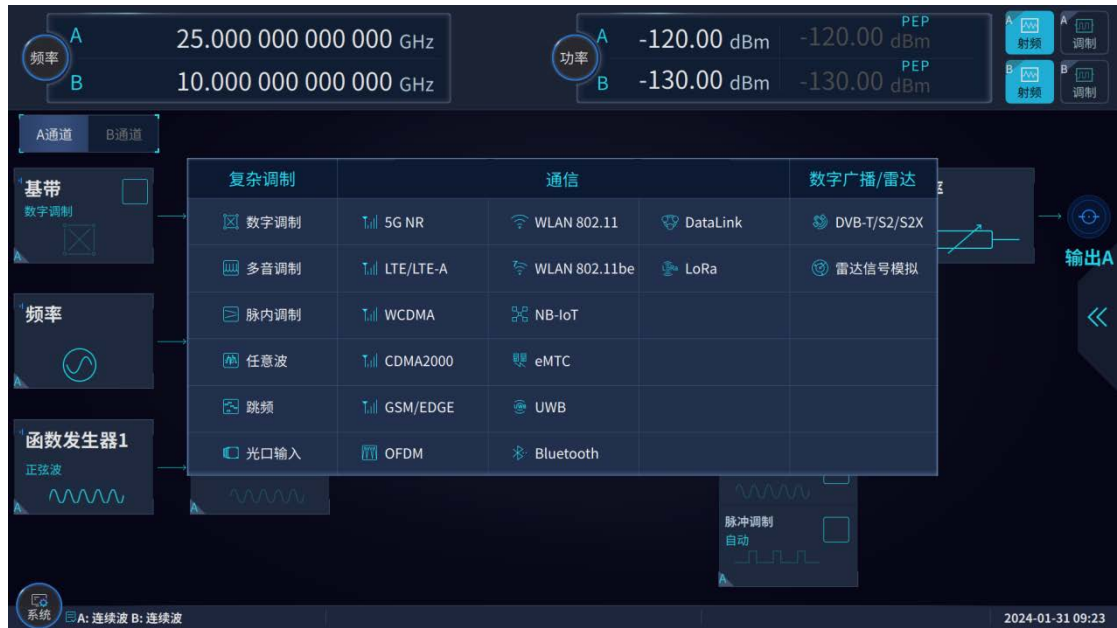 频率
A 25.000 000 000 000 GHz
B 10.000 000 000 000 GHz
功率
A -120.00 dBm -120.00 dBm PEP
B -130.00 dBm -130.00 dBm PEP
A 射频
A 调制
B 射频
B 调制
A通道 B通道
基带
数字调制
A
频率
A
函数发生器1
正弦波
A
复杂调制 通信 数字广播/雷达
数字调制 5G NR WLAN 802.11 DataLink DVB-T/S2/S2X
多音调制 LTE/LTE-A WLAN 802.11be LoRa 雷达信号模拟
脉内调制 WCDMA NB-IoT
任意波 CDMA2000 eMTC
跳频 GSM/EDGE UWB
光口输入 OFDM Bluetooth
A
脉冲调制
自动
A
输出A
系统
A: 连续波 B: 连续波
2024-01-31 09:23